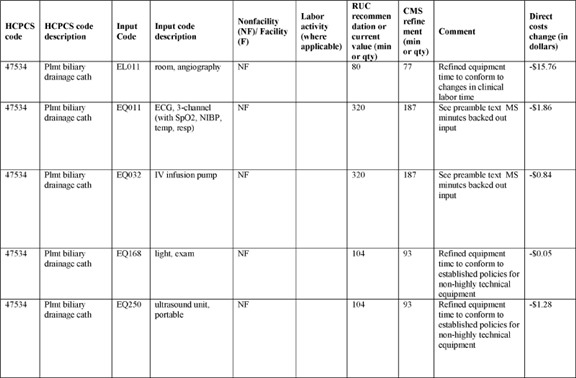 HCPCS code | HCPCS code description | Input Code | Input code description | Nonfacility (NF)/ Facility (F) | Labor activity (where applicable) | RUC recommen dation or current value (min or qty) | CMS refine ment (min or qty) | Comment | Direct costs change (in dollars)
47534 | Plmt biliary drainage cath | EL011 | room, angiography | NF | | 80 | 77 | Refined equipment time to conform to changes in clinical labor time | -$15.76
47534 | Plmt biliary drainage cath | EQ011 | ECG, 3-channel (with SpO2, NIBP, temp, resp) | NF | | 320 | 187 | See preamble text MS minutes backed out input | -$1.86
47534 | Plmt biliary drainage cath | EQ032 | IV infusion pump | NF | | 320 | 187 | See preamble text MS minutes backed out input | -$0.84
47534 | Plmt biliary drainage cath | EQ168 | light, exam | NF | | 104 | 93 | Refined equipment time to conform to established policies for non-highly technical equipment | -$0.05
47534 | Plmt biliary drainage cath | EQ250 | ultrasound unit, portable | NF | | 104 | 93 | Refined equipment time to conform to established policies for non-highly technical equipment | -$1.28